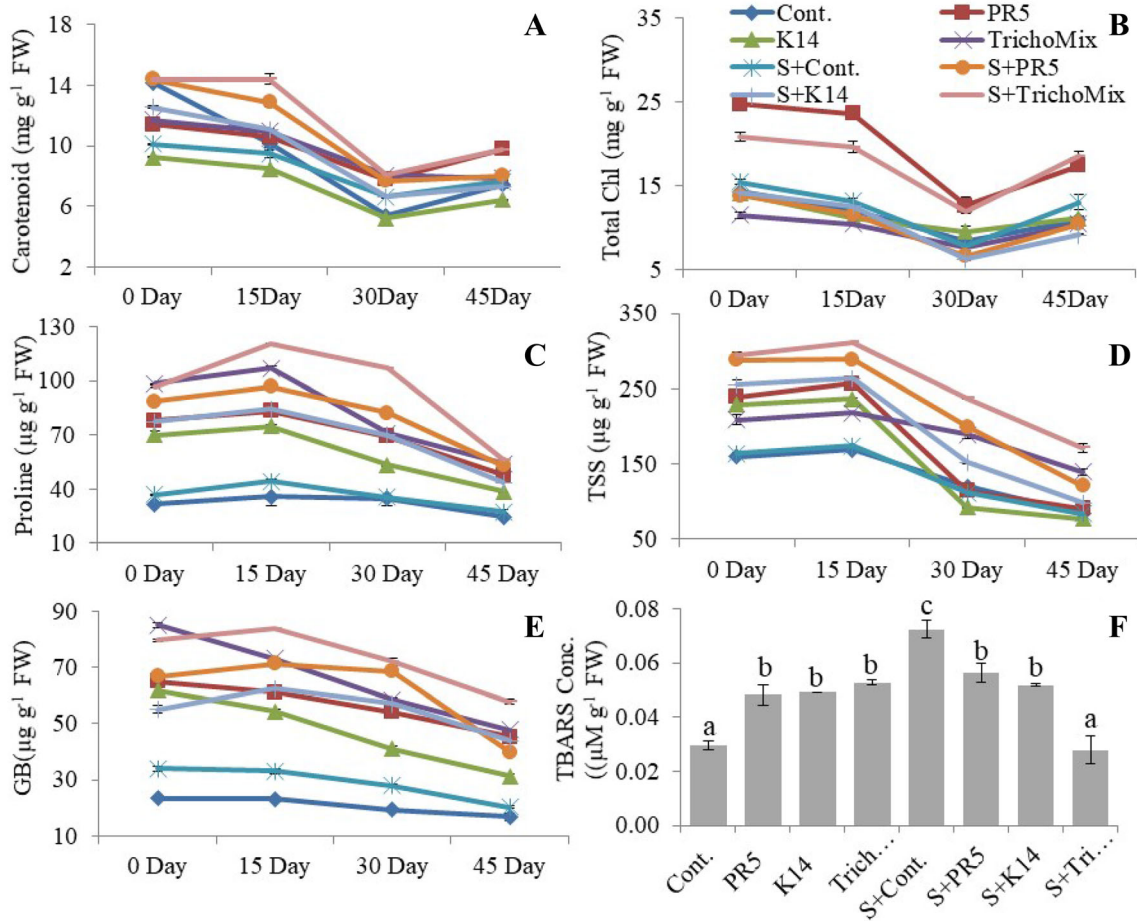 A
Carotenoid (mg g-1 FW)
18
14
10
6
2
0 Day 15Day 30Day 45Day
B
Total Chl (mg g-1 FW)
35
25
15
5
0 Day 15Day 30Day 45Day
Cont. PR5
K14 TrichoMix
S+Cont. S+PR5
S+K14 S+TrichoMix
C
Proline (µg g-1 FW)
130
100
70
40
10
0 Day 15 Day 30 Day 45 Day
D
TSS (µg g-1 FW)
350
250
150
50
0 Day 15 Day 30 Day 45 Day
E
GB(µg g-1 FW)
90
70
50
30
10
0 Day 15 Day 30 Day 45 Day
F
TBARS Conc.
((µM g-1 FW)
0.08
0.06
0.04
0.02
0.00
a b b b c b b a
Cont. PR5 K14 Trich… S+Cont. S+PR5 S+K14 S+Tri…